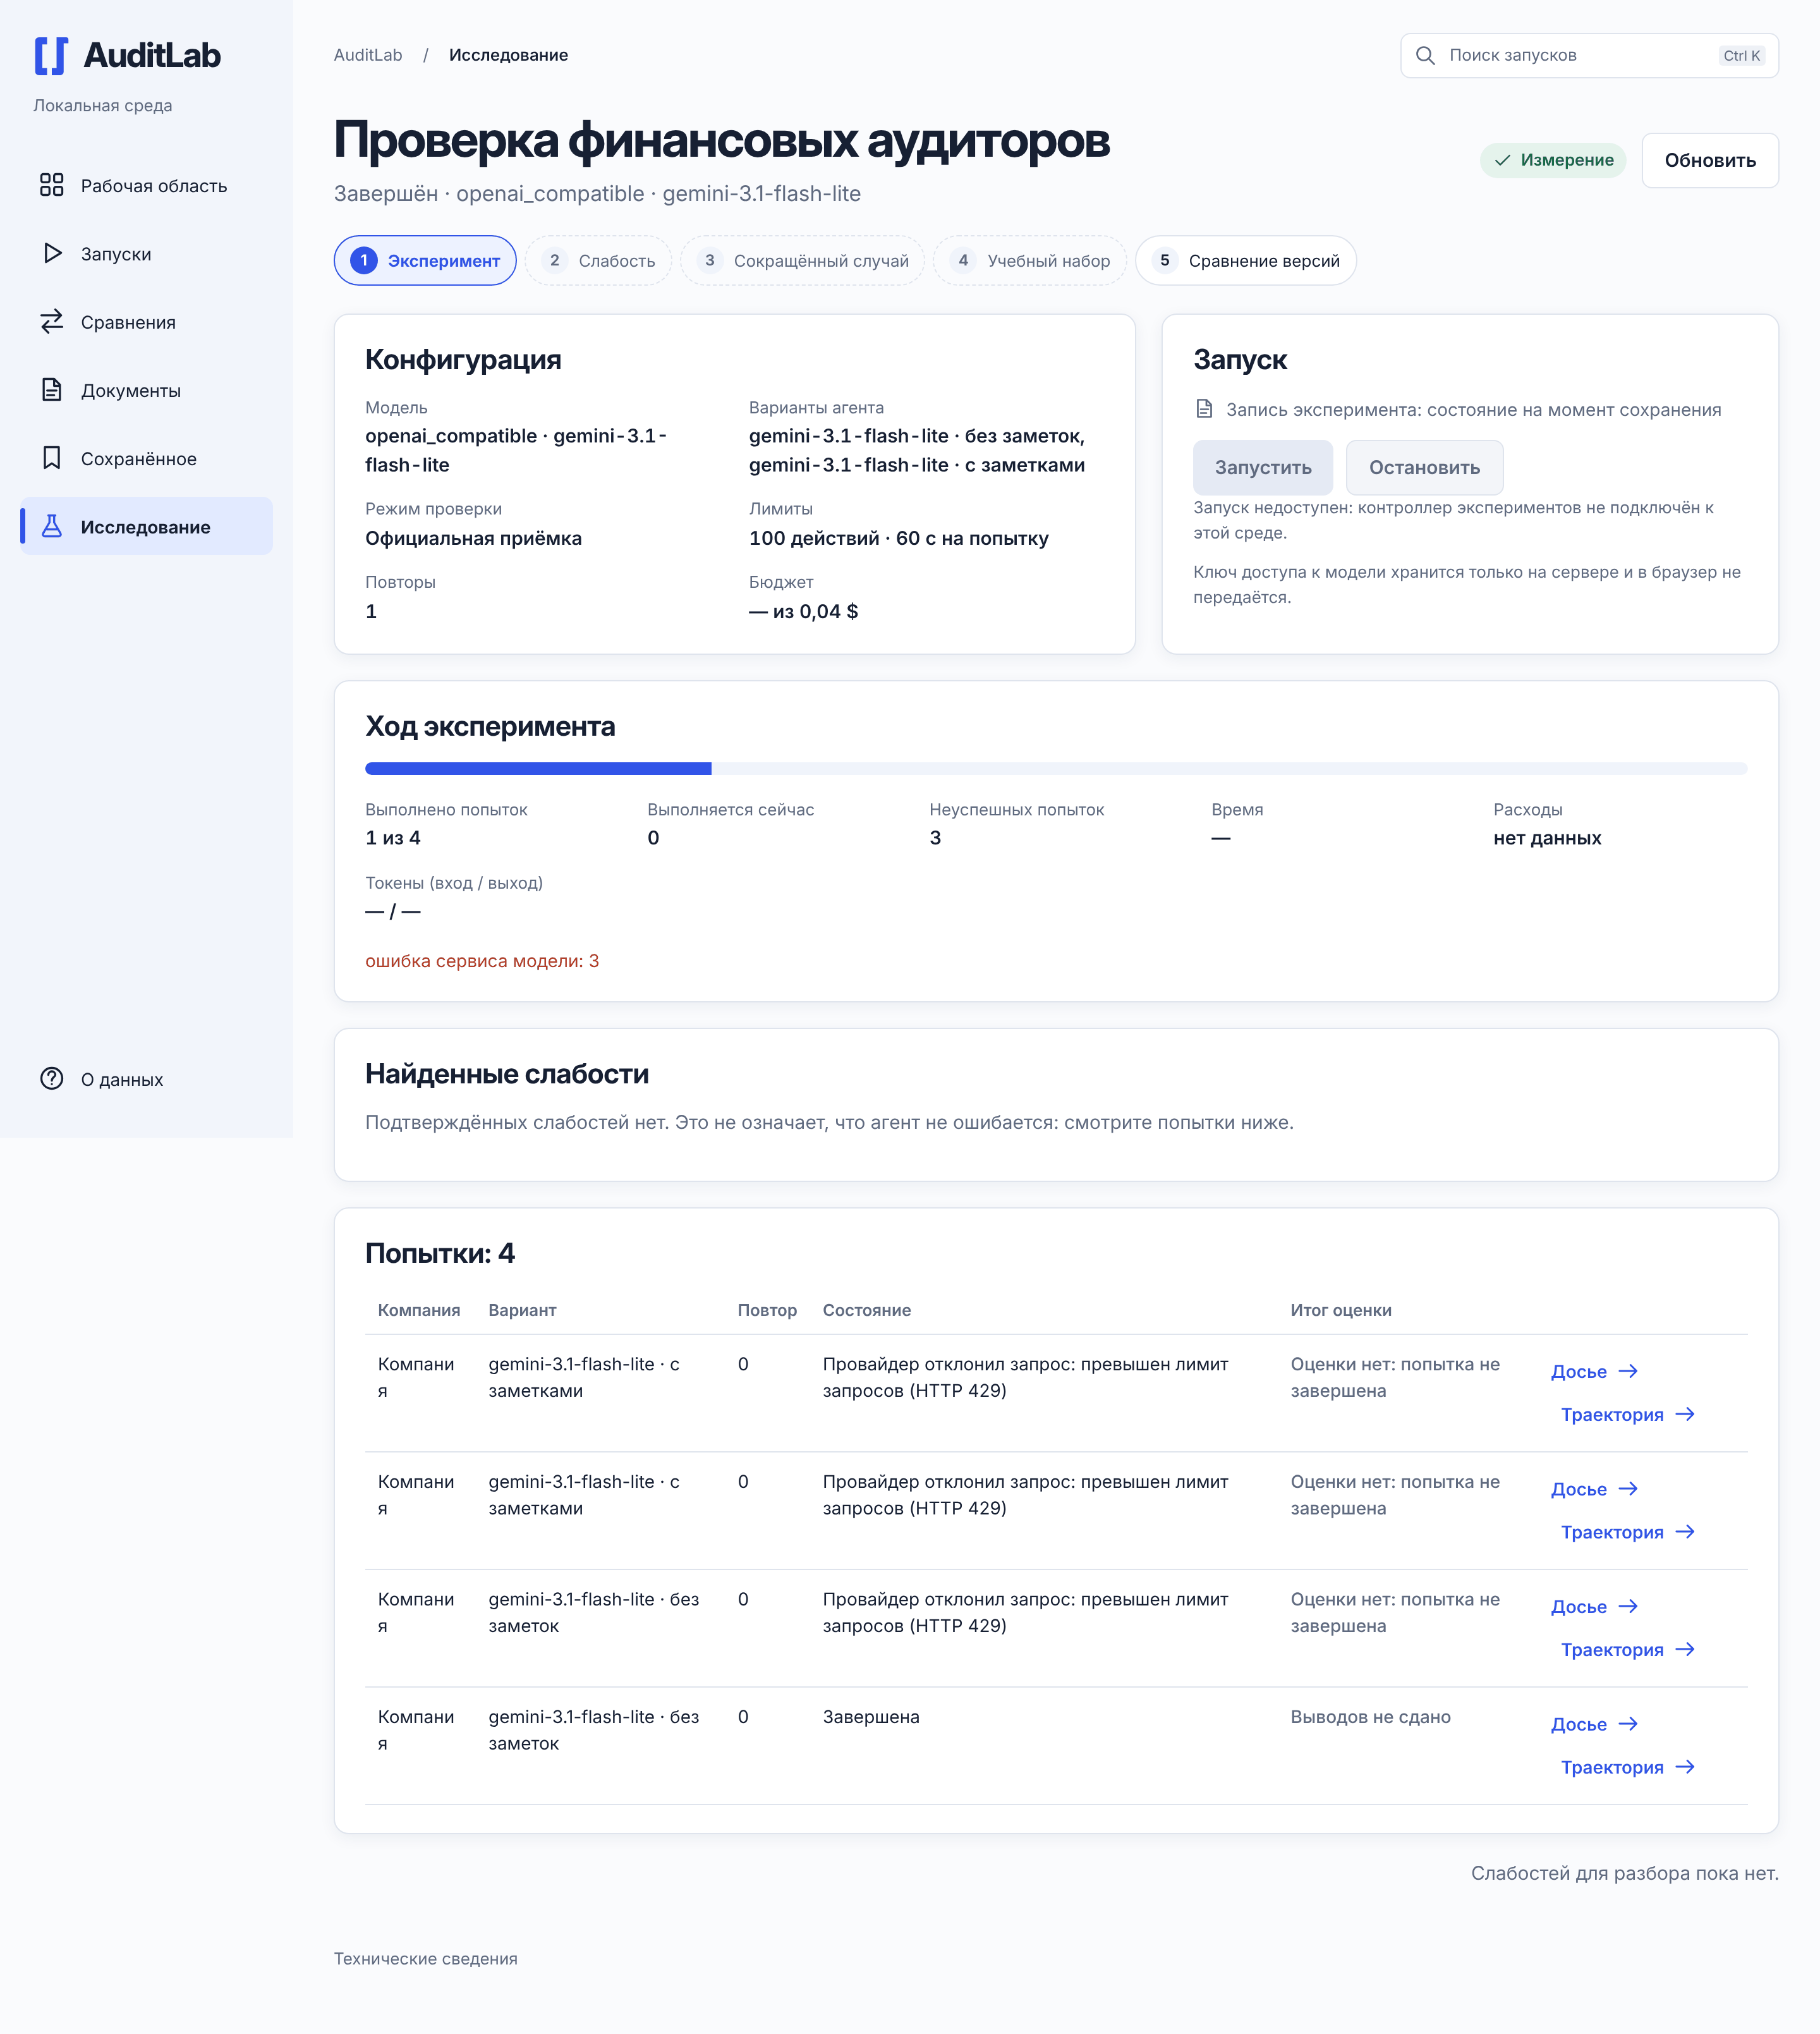 AuditLab
Локальная среда
Рабочая область
Запуски
Сравнения
Документы
Сохранённое
Исследование
О данных
AuditLab / Исследование
Поиск запусков Ctrl K
Проверка финансовых аудиторов
Завершён · openai_compatible · gemini-3.1-flash-lite
Измерение
Обновить
1 Эксперимент
2 Слабость
3 Сокращённый случай
4 Учебный набор
5 Сравнение версий
Конфигурация
Модель
openai_compatible · gemini-3.1-
flash-lite
Варианты агента
gemini-3.1-flash-lite · без заметок,
gemini-3.1-flash-lite · с заметками
Режим проверки
Официальная приёмка
Лимиты
100 действий · 60 с на попытку
Повторы
1
Бюджет
— из 0,04 $
Запуск
Запись эксперимента: состояние на момент сохранения
Запустить
Остановить
Запуск недоступен: контроллер экспериментов не подключён к
этой среде.
Ключ доступа к модели хранится только на сервере и в браузер не
передаётся.
Ход эксперимента
Выполнено попыток
1 из 4
Выполняется сейчас
0
Неуспешных попыток
3
Время
—
Расходы
нет данных
Токены (вход / выход)
— / —
ошибка сервиса модели: 3
Найденные слабости
Подтверждённых слабостей нет. Это не означает, что агент не ошибается: смотрите попытки ниже.
Попытки: 4
Компания Вариант Повтор Состояние Итог оценки
Компани gemini-3.1-flash-lite · с 0 Провайдер отклонил запрос: превышен лимит Оценки нет: попытка не Досье →
я заметками запросов (HTTP 429) завершена
Траектория →
Компани gemini-3.1-flash-lite · с 0 Провайдер отклонил запрос: превышен лимит Оценки нет: попытка не Досье →
я заметками запросов (HTTP 429) завершена
Траектория →
Компани gemini-3.1-flash-lite · без 0 Провайдер отклонил запрос: превышен лимит Оценки нет: попытка не Досье →
я заметок запросов (HTTP 429) завершена
Траектория →
Компани gemini-3.1-flash-lite · без 0 Завершена Выводов не сдано Досье →
я заметок
Траектория →
Слабостей для разбора пока нет.
Технические сведения